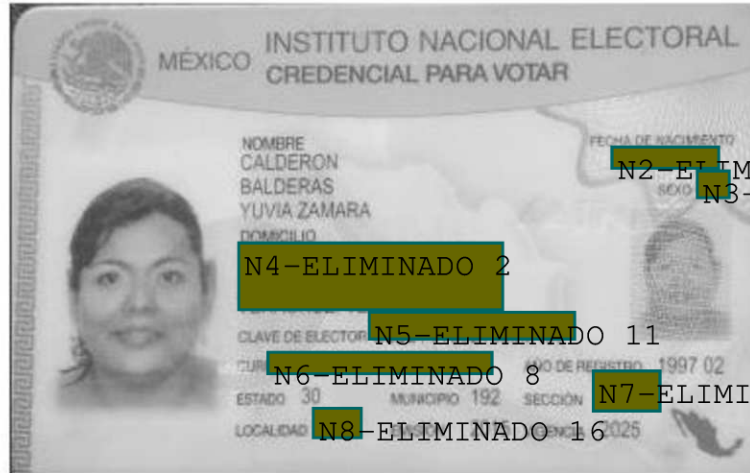 MÉXICO INSTITUTO NACIONAL ELECTORAL
CREDENCIAL PARA VOTAR
NOMBRE
CALDERON
BALDERAS
YUVIA ZAMARA
FECHA DE NACIMIENTO
N2-ELIM
SEXO N3-
DOMICILIO
N4-ELIMINADO 2
CLAVE DE ELECTOR N5-ELIMINADO 11
CURP N6-ELIMINADO 8 AÑO DE REGISTRO 1997 02
ESTADO 30 MUNICIPIO 192 SECCIÓN N7-ELIMI
LOCALIDAD N8-ELIMINADO 16 2025